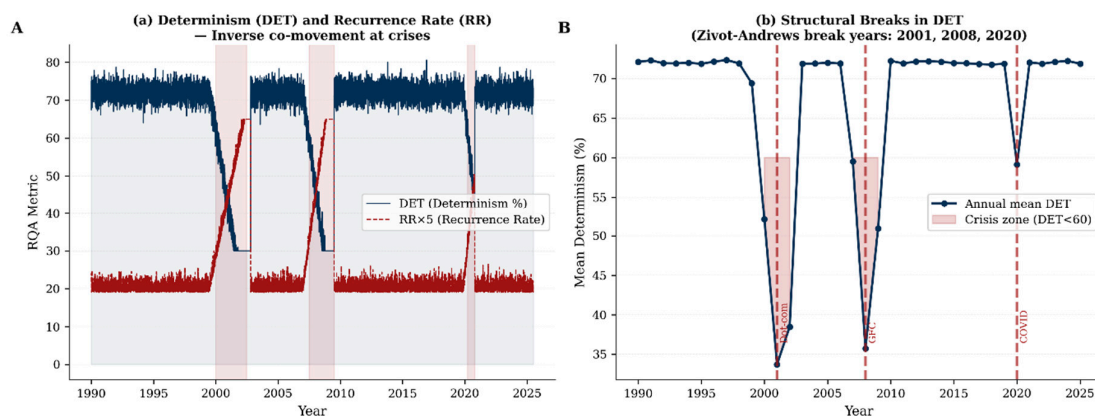 A
(a) Determinism (DET) and Recurrence Rate (RR)
— Inverse co-movement at crises
RQA Metric
80
70
60
50
40
30
20
10
0
DET (Determinism %)
RR×5 (Recurrence Rate)
1990
1995
2000
2005
2010
2015
2020
2025
Year
B
(b) Structural Breaks in DET
(Zivot-Andrews break years: 2001, 2008, 2020)
Mean Determinism (%)
70
65
60
55
50
45
40
35
Annual mean DET
Crisis zone (DET<60)
Dot-com
GFC
COVID
1990
1995
2000
2005
2010
2015
2020
2025
Year